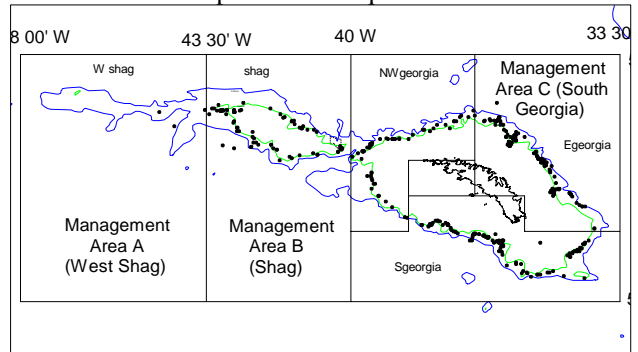 8 00' W 43 30' W 40 W 33 30
W shag
shag
NWgeorgia
Management
Area C (South
Georgia)
Egeorgia
Management
Area A
(West Shag)
Management
Area B
(Shag)
Sgeorgia